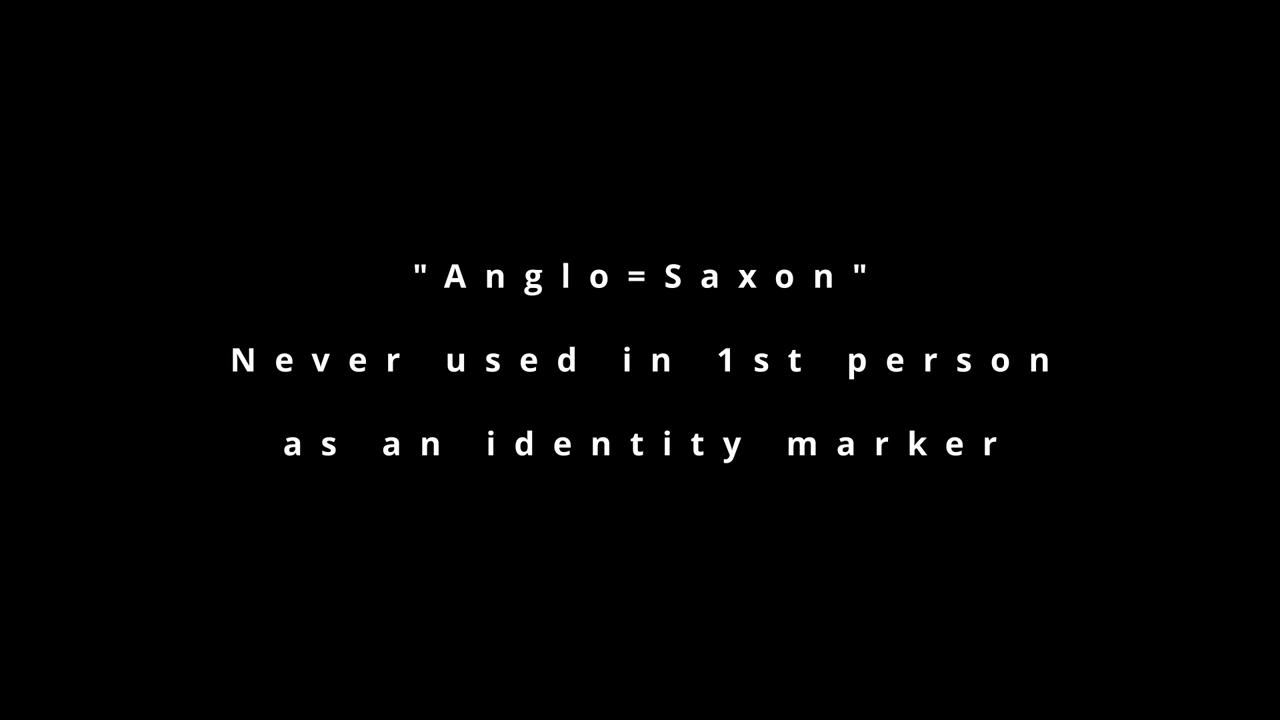 "Anglo=Saxon"
Never used in 1st person
as an identity marker